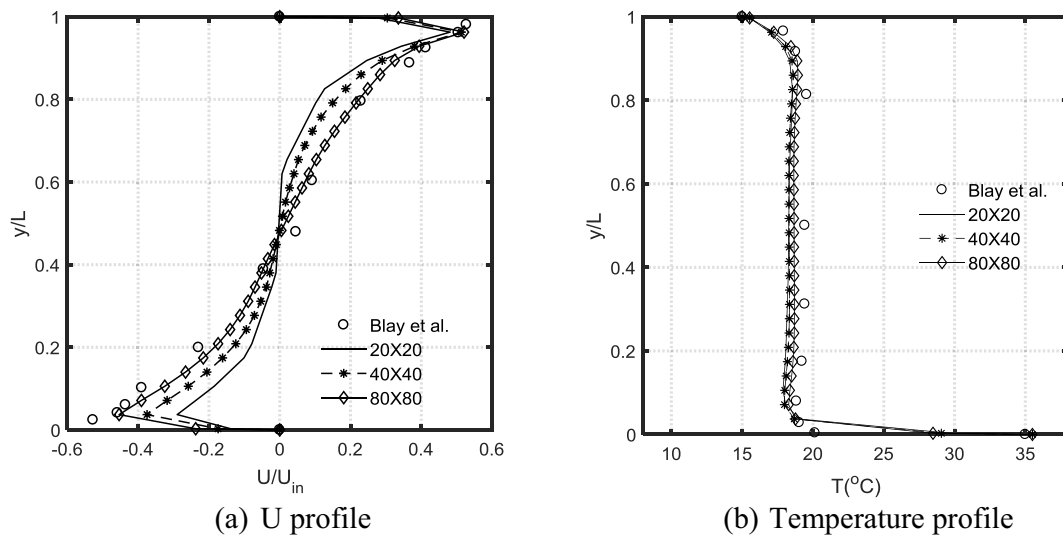 1
0.8
0.6
y/L
0.4
0.2
0
Blay et al.
20X20
40X40
80X80
-0.6 -0.4 -0.2 0 0.2 0.4 0.6
U/U_in
(a) U profile
1
0.8
0.6
y/L
0.4
0.2
0
Blay et al.
20X20
40X40
80X80
10 15 20 25 30 35
T(°C)
(b) Temperature profile